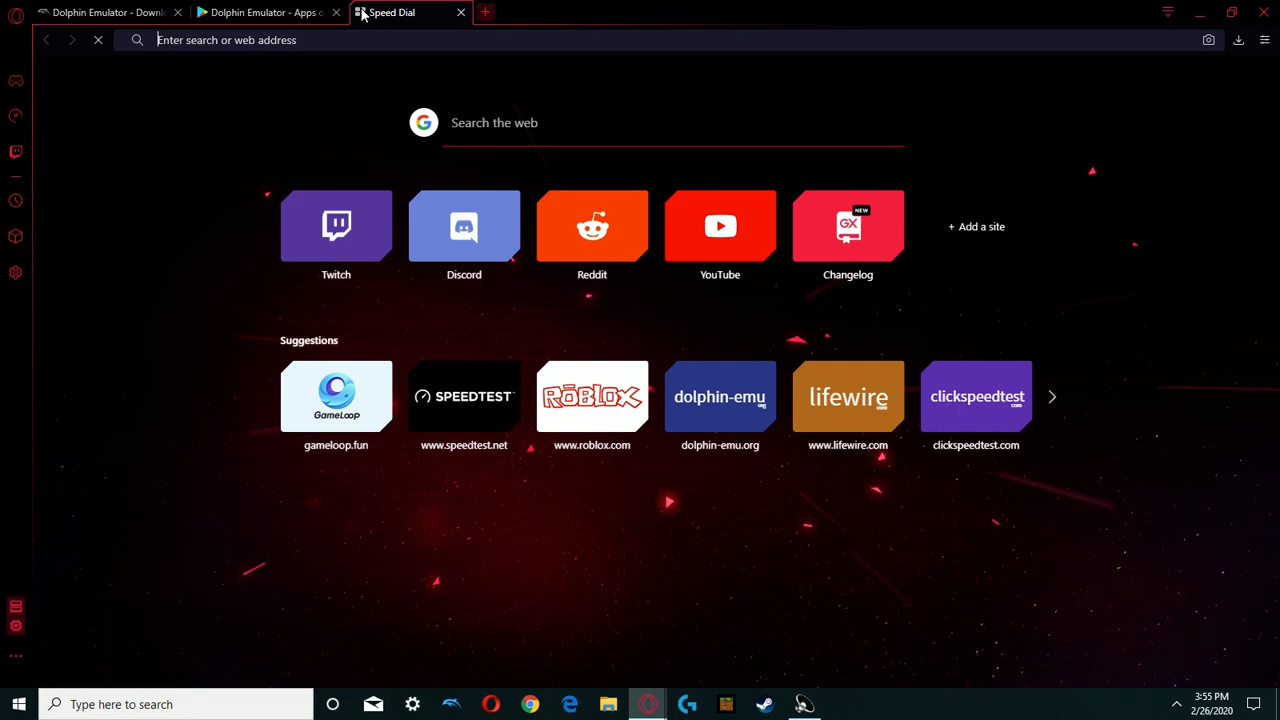 Dolphin Emulator - Downl
Dolphin Emulator - Apps o
Speed Dial
Enter search or web address
Search the web
GX
NEW
+ Add a site
Twitch
Discord
Reddit
YouTube
Changelog
Suggestions
GameLoop
SPEEDTEST
ROBLOX
dolphin-emu
org
lifewire
com
clickspeedtest
com
gameloop.fun
www.speedtest.net
www.roblox.com
dolphin-emu.org
www.lifewire.com
clickspeedtest.com
Type here to search
3:55 PM
2/26/2020